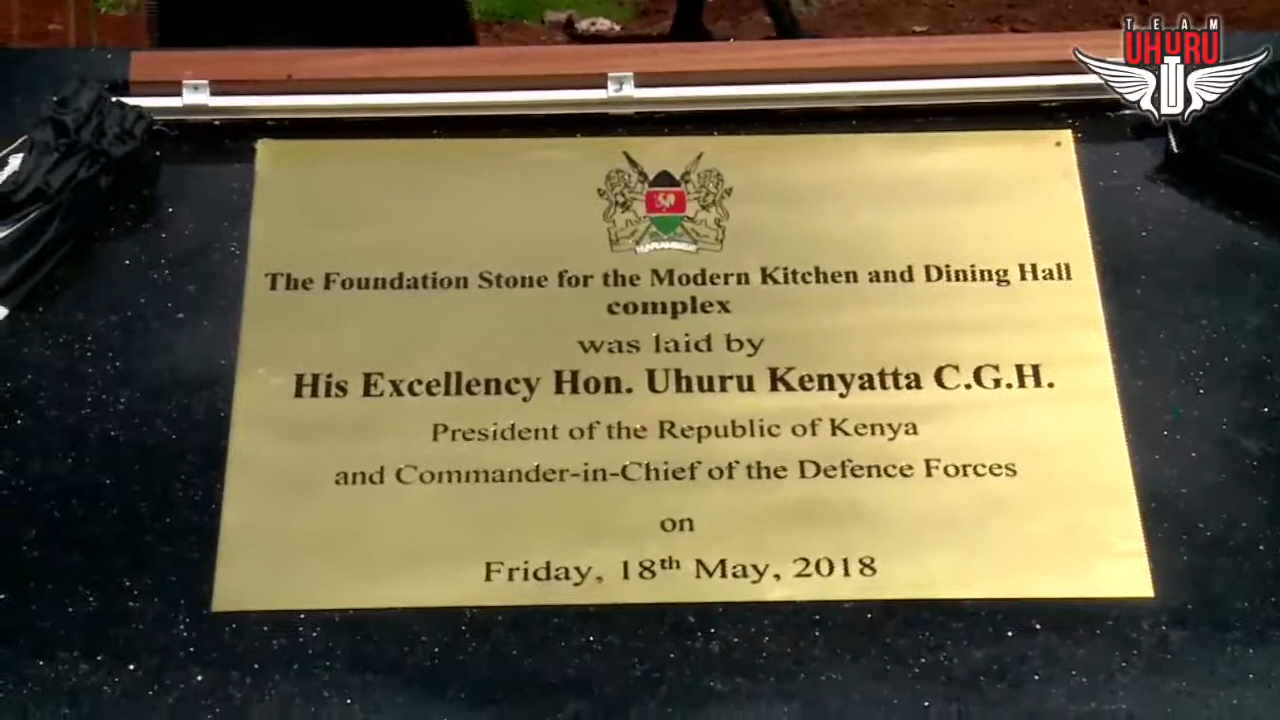 TEAM
UHURU
HARAMBEE
The Foundation Stone for the Modern Kitchen and Dining Hall
complex
was laid by
His Excellency Hon. Uhuru Kenyatta C.G.H.
President of the Republic of Kenya
and Commander-in-Chief of the Defence Forces
on
Friday, 18th May, 2018